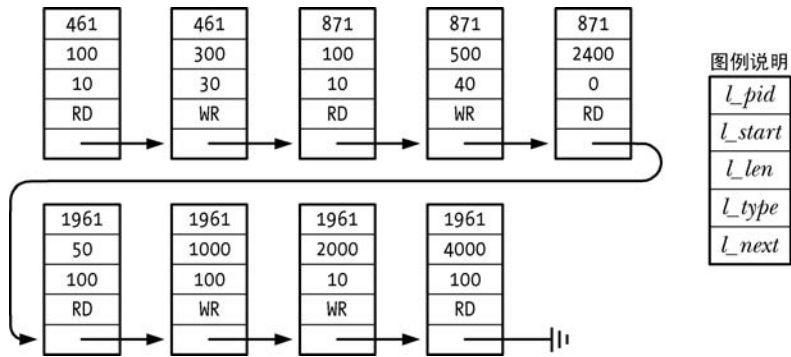 461 461 871 871 871
100 300 100 500 2400
10 30 10 40 0
RD WR RD WR RD
图例说明
l_pid
l_start
l_len
l_type
l_next
1961 1961 1961 1961
50 1000 2000 4000
100 100 10 100
RD WR WR RD